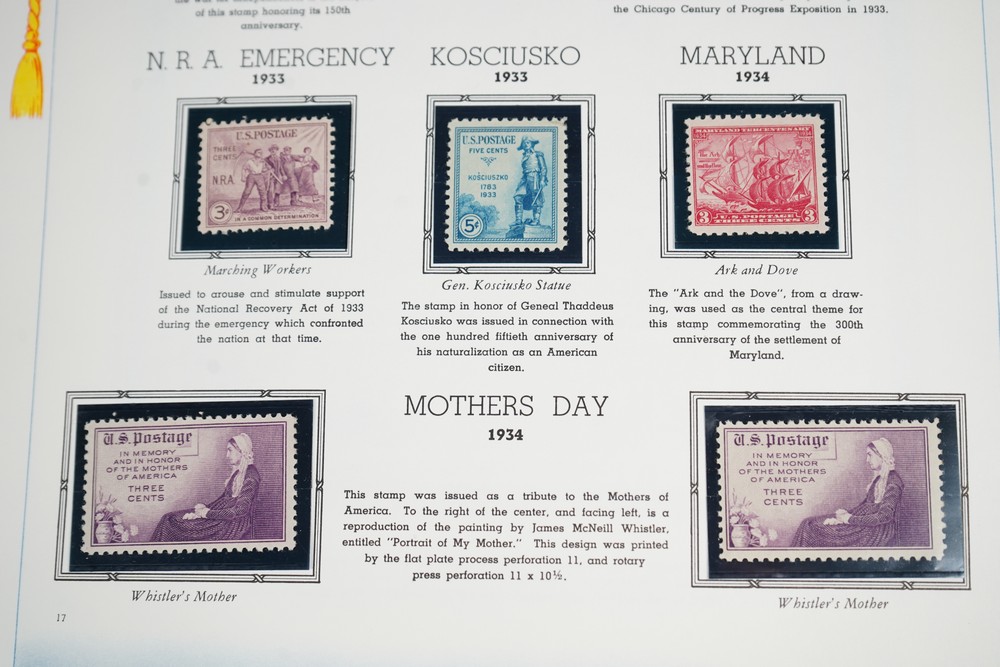 of this stamp honoring its 150th
anniversary.
the Chicago Century of Progress Exposition in 1933.
N. R. A. EMERGENCY
1933
U.S. POSTAGE
THREE
CENTS
N.R.A.
3¢
IN A COMMON DETERMINATION
Marching Workers
Issued to arouse and stimulate support
of the National Recovery Act of 1933
during the emergency which confronted
the nation at that time.
KOSCIUSKO
1933
U.S. POSTAGE
FIVE CENTS
KOŚCIUSZKO
1783
1933
5¢
Gen. Kosciusko Statue
The stamp in honor of Geneal Thaddeus
Kosciusko was issued in connection with
the one hundred fiftieth anniversary of
his naturalization as an American
citizen.
MARYLAND
1934
MARYLAND TERCENTENARY
1634
1934
The Ark
3 U.S. POSTAGE 3
THREE CENTS
Ark and Dove
The "Ark and the Dove", from a draw-
ing, was used as the central theme for
this stamp commemorating the 300th
anniversary of the settlement of
Maryland.
U.S. Postage
IN MEMORY
AND IN HONOR
OF THE MOTHERS
OF AMERICA
THREE
CENTS
Whistler's Mother
MOTHERS DAY
1934
This stamp was issued as a tribute to the Mothers of
America. To the right of the center, and facing left, is a
reproduction of the painting by James McNeill Whistler,
entitled "Portrait of My Mother." This design was printed
by the flat plate process perforation 11, and rotary
press perforation 11 x 10½.
U.S. Postage
IN MEMORY
AND IN HONOR
OF THE MOTHERS
OF AMERICA
THREE
CENTS
Whistler's Mother
17